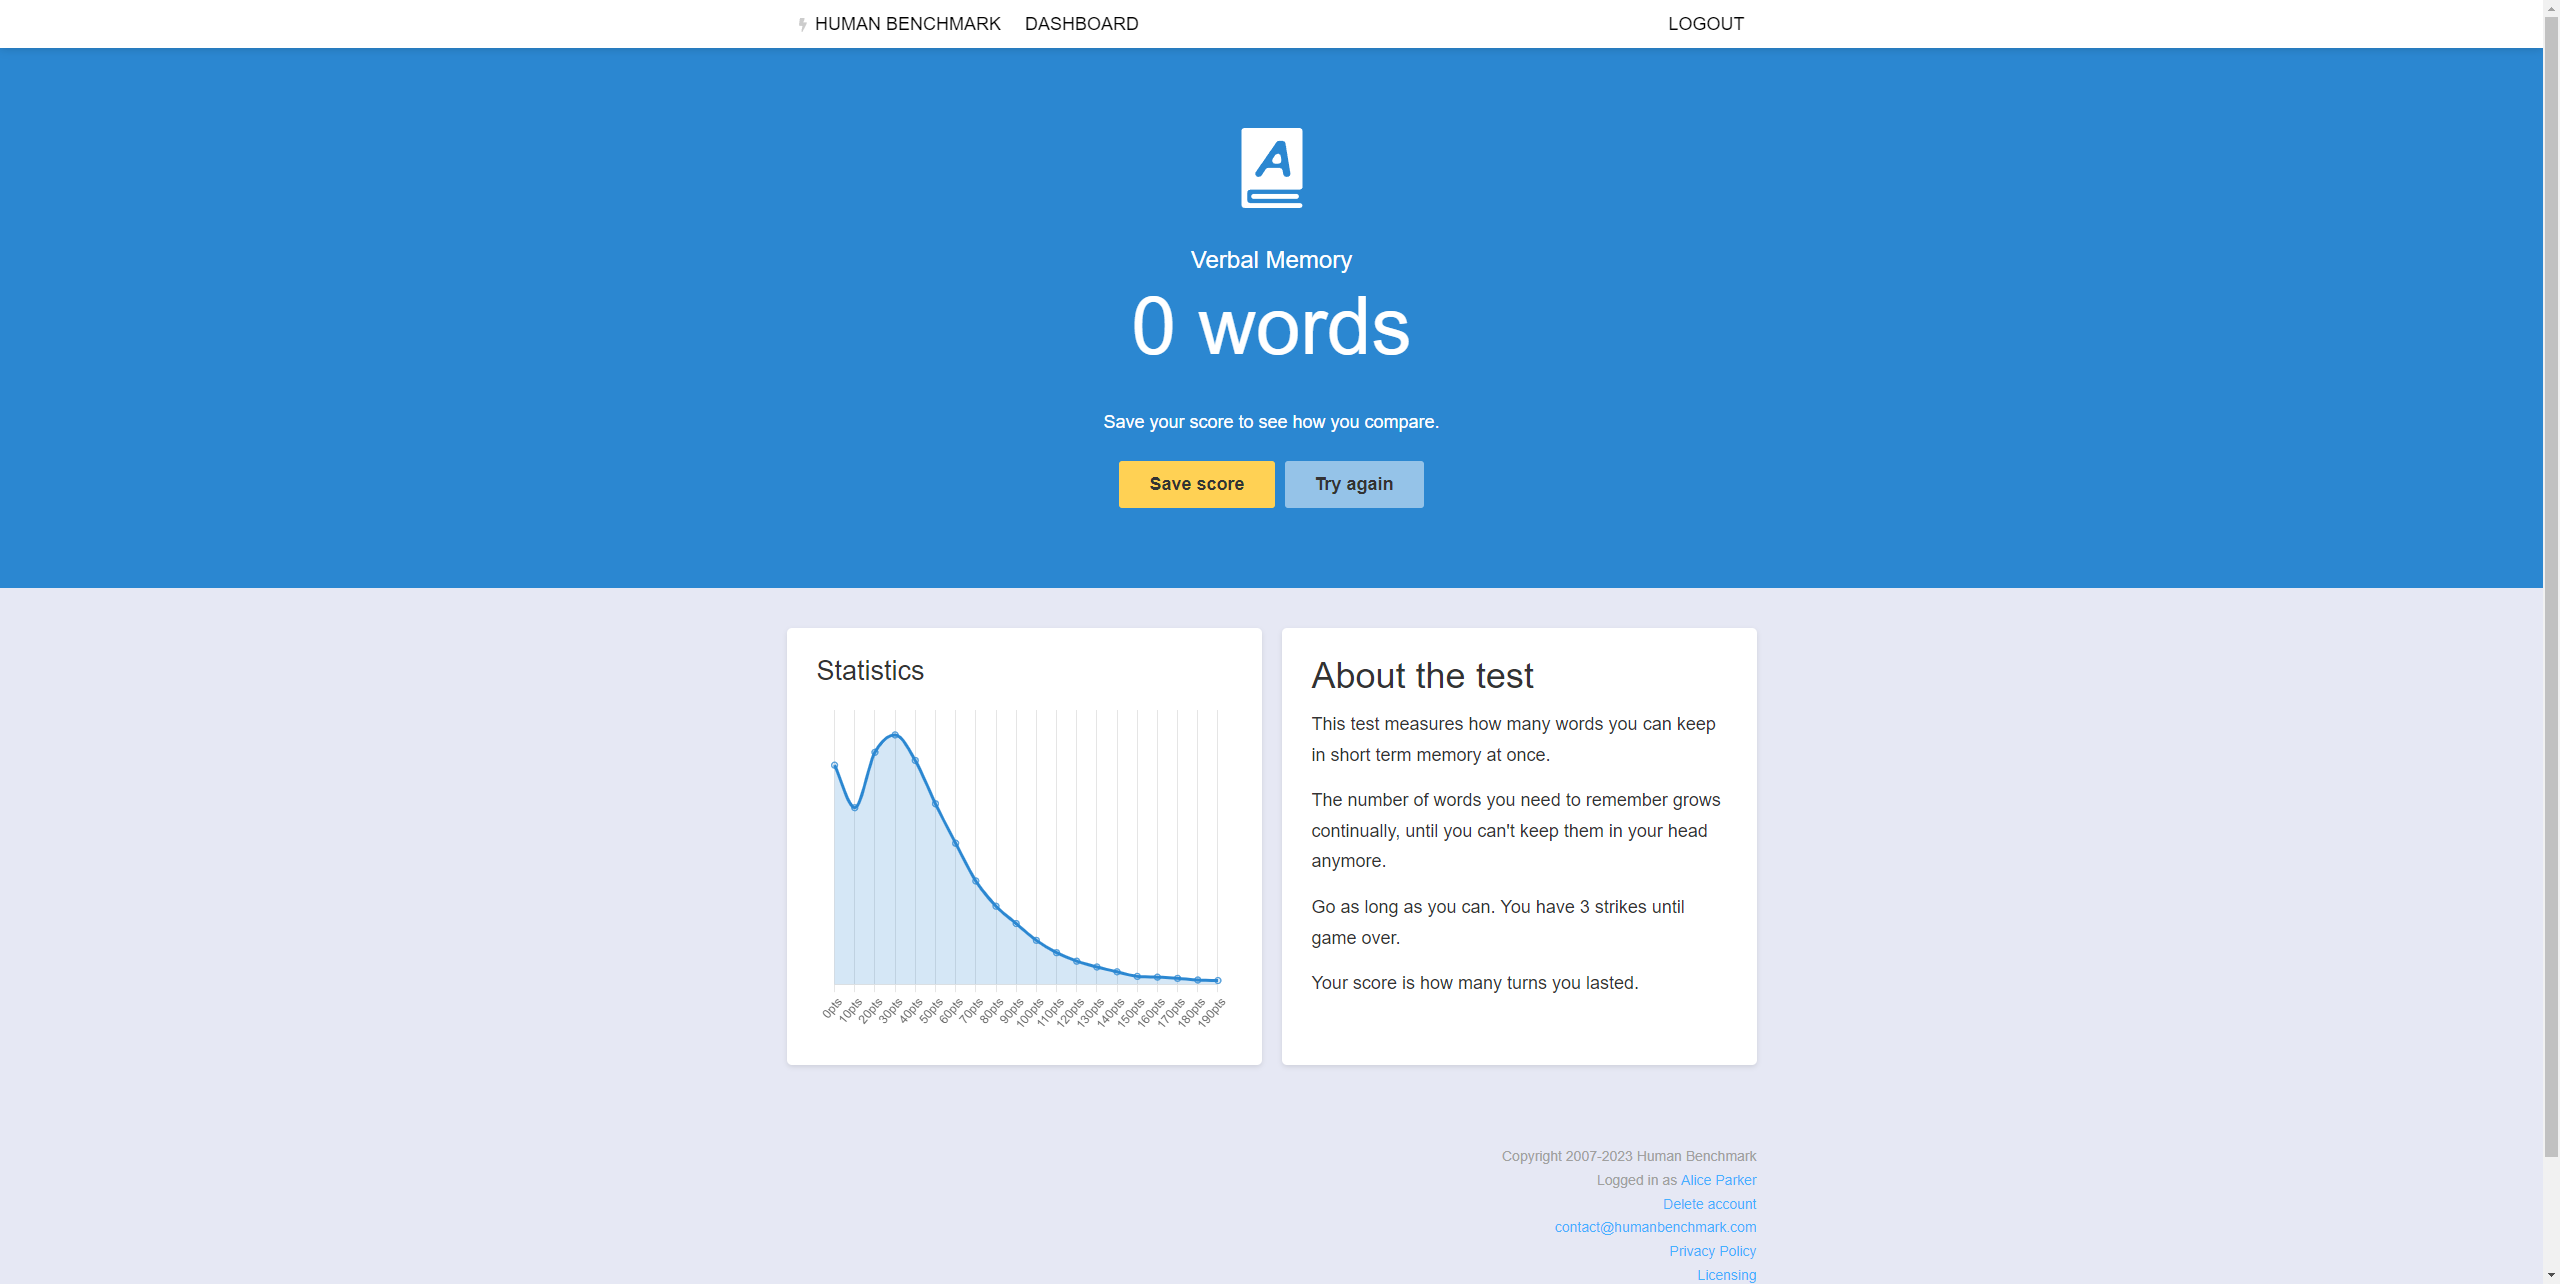 HUMAN BENCHMARK DASHBOARD LOGOUT
A
Verbal Memory
0 words
Save your score to see how you compare.
Save score Try again
Statistics
0pts 10pts 20pts 30pts 40pts 50pts 60pts 70pts 80pts 90pts 100pts 110pts 120pts 130pts 140pts 150pts 160pts 170pts 180pts 190pts
About the test
This test measures how many words you can keep
in short term memory at once.
The number of words you need to remember grows
continually, until you can't keep them in your head
anymore.
Go as long as you can. You have 3 strikes until
game over.
Your score is how many turns you lasted.
Copyright 2007-2023 Human Benchmark
Logged in as Alice Parker
Delete account
contact@humanbenchmark.com
Privacy Policy
Licensing